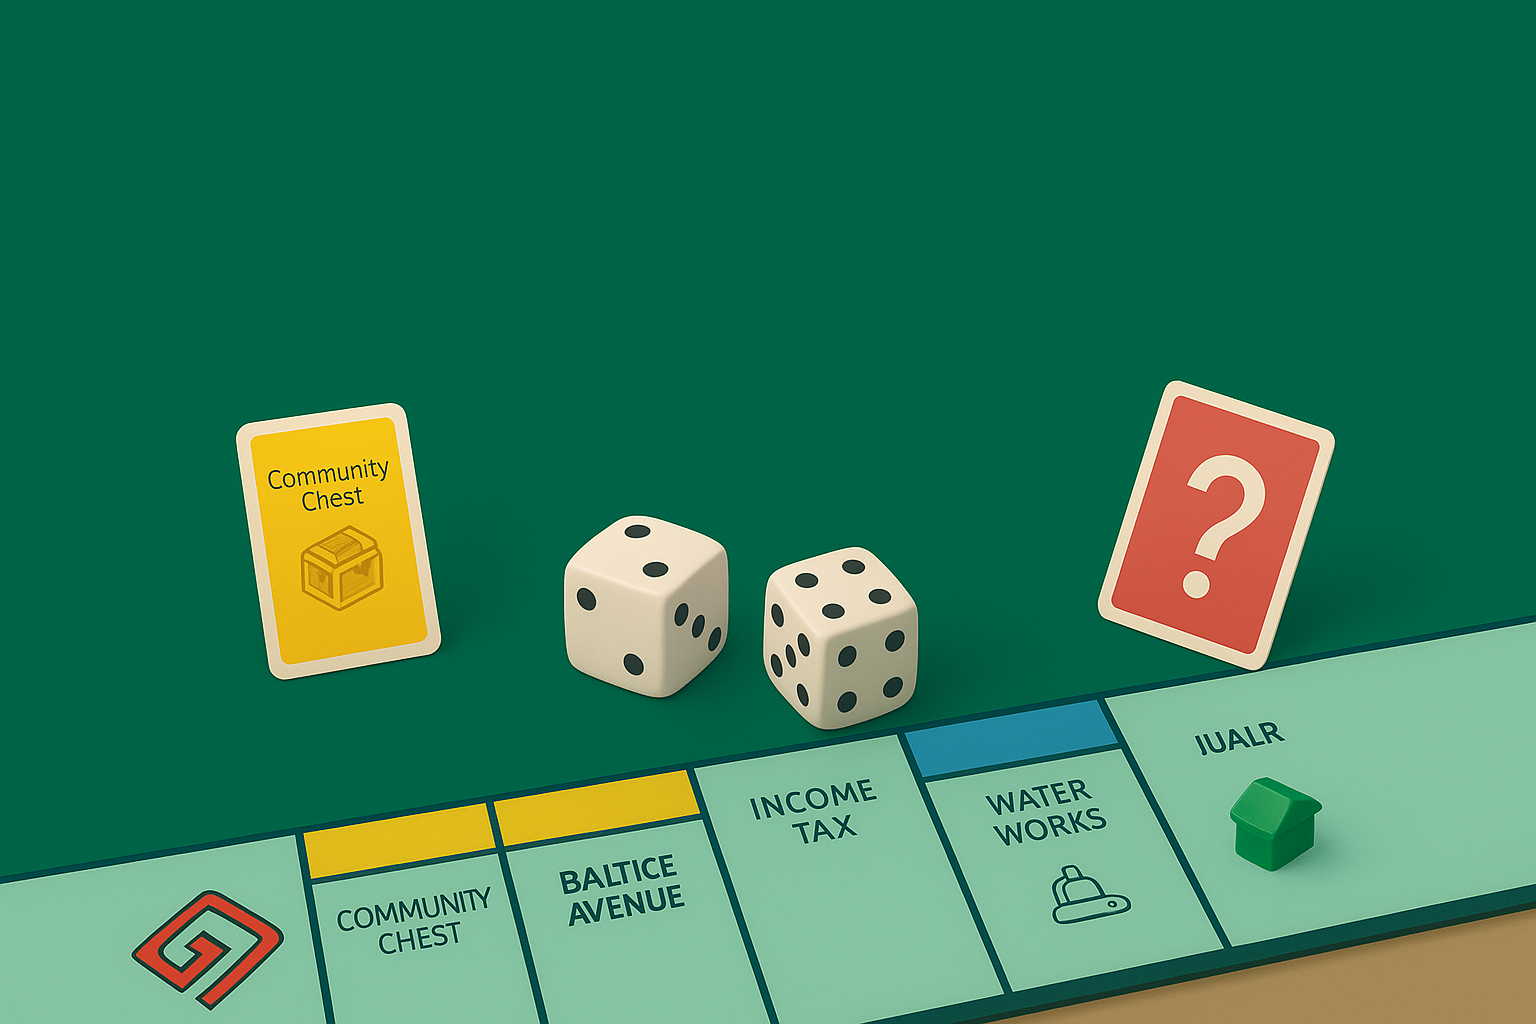 Community
Chest
?
COMMUNITY
CHEST
BALTICE
AVENUE
INCOME
TAX
WATER
WORKS
IUALR